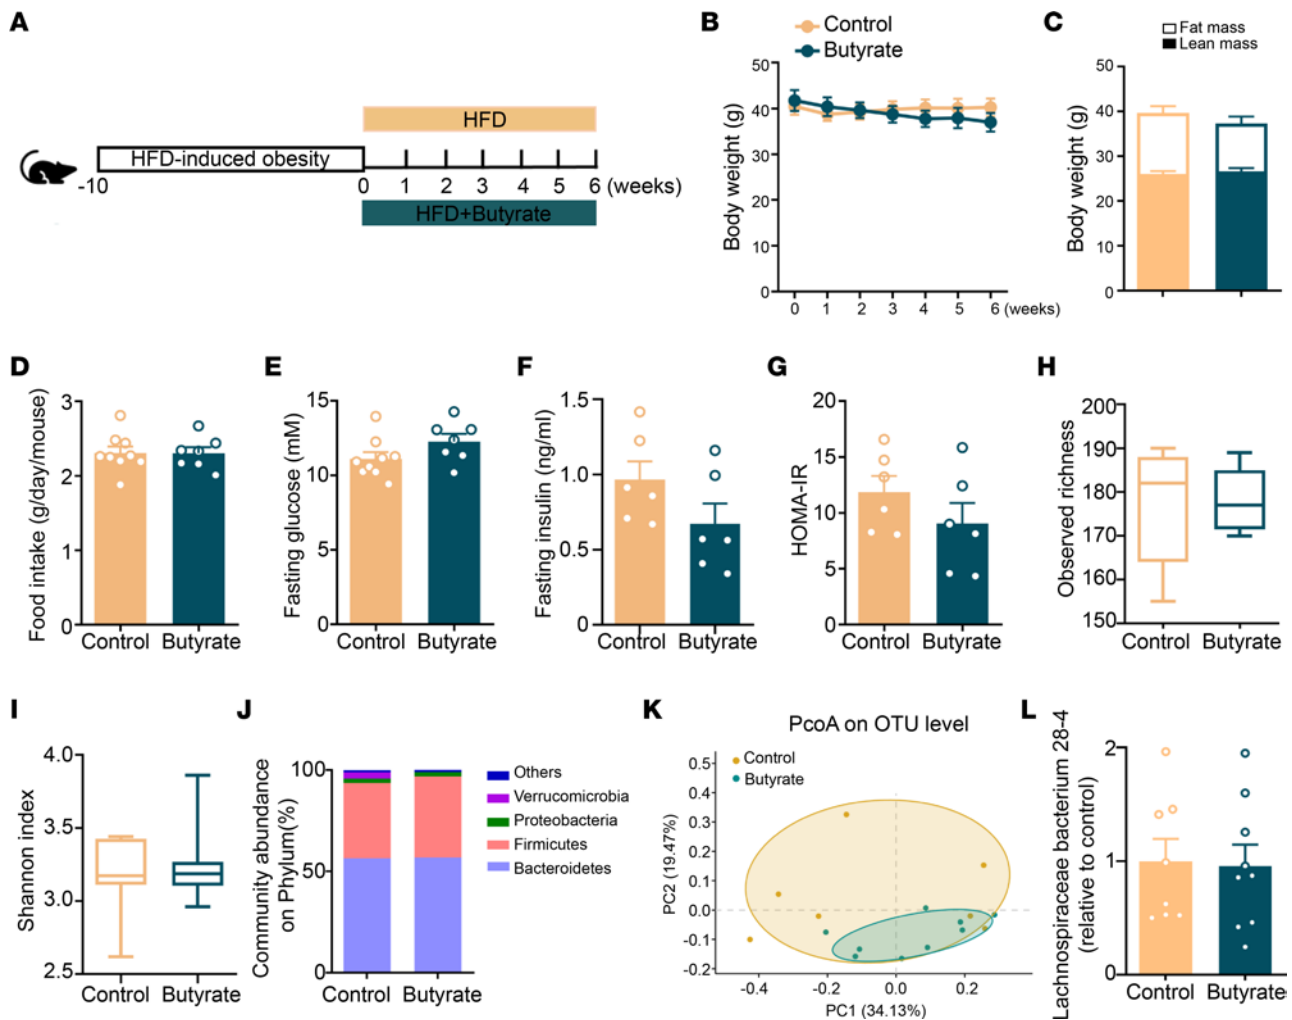 A
HFD
HFD-induced obesity
-10 0 1 2 3 4 5 6 (weeks)
HFD+Butyrate
B
Control
Butyrate
Body weight (g)
50
40
30
20
10
0
0 1 2 3 4 5 6 (weeks)
C
Fat mass
Lean mass
Body weight (g)
50
40
30
20
10
0
D
Food intake (g/day/mouse)
3
2
1
0
Control Butyrate
E
Fasting glucose (mM)
15
10
5
0
Control Butyrate
F
Fasting insulin (ng/ml)
1.5
1.0
0.5
0
Control Butyrate
G
HOMA-IR
20
15
10
5
0
Control Butyrate
H
Observed richness
200
190
180
170
160
150
Control Butyrate
I
Shannon index
4.0
3.5
3.0
2.5
Control Butyrate
J
Community abundance
on Phylum(%)
100
50
0
Control Butyrate
Others
Verrucomicrobia
Proteobacteria
Firmicutes
Bacteroidetes
K
PcoA on OTU level
Control
Butyrate
PC2 (19.47%)
0.5
0.4
0.3
0.2
0.1
0.0
-0.1
-0.2
-0.4 -0.2 0.0 0.2
PC1 (34.13%)
L
Lachnospiraceae bacterium 28-4
(relative to control)
2
1
0
Control Butyrate